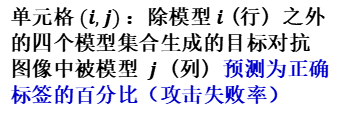 单元格 (i, j)：除模型 i (行）之外
的四个模型集合生成的目标对抗
图像中被模型 j（列）预测为正确
标签的百分比（攻击失败率）